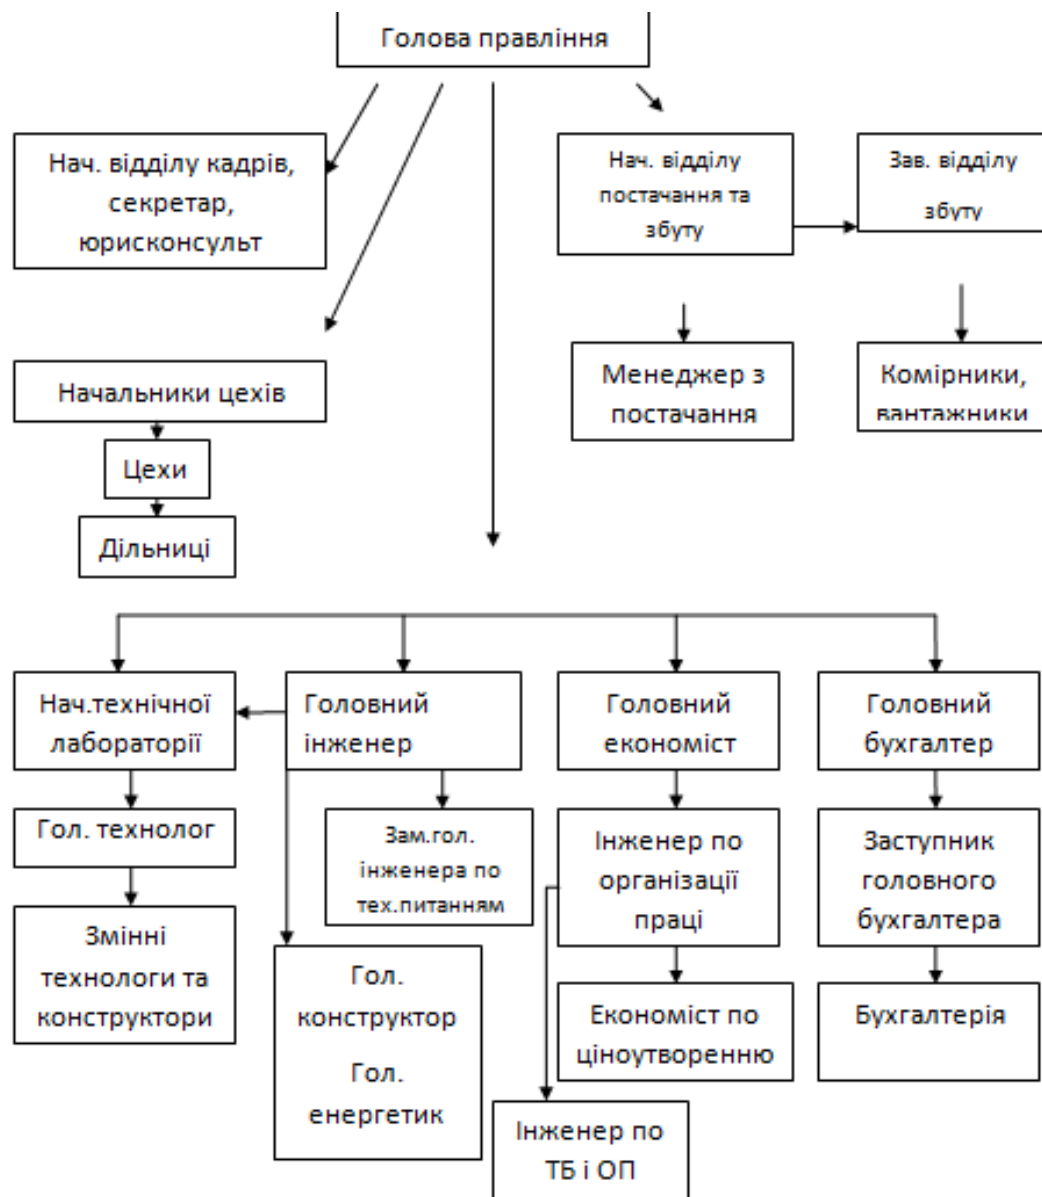 Голова правління
Нач. відділу кадрів,
секретар,
юрисконсульт
Нач. відділу
постачання та
збуту
Зав. відділу
збуту
Начальники цехів
Менеджер з
постачання
Комірники,
вантажники
Цехи
Дільниці
Нач.технічної
лабораторії
Головний
інженер
Головний
економіст
Головний
бухгалтер
Гол. технолог
Зам.гол.
інженера по
тех.питанням
Інженер по
організації
праці
Заступник
головного
бухгалтера
Змінні
технологи та
конструктори
Гол.
конструктор
Гол.
енергетик
Економіст по
ціноутворенню
Бухгалтерія
Інженер по
ТБ і ОП